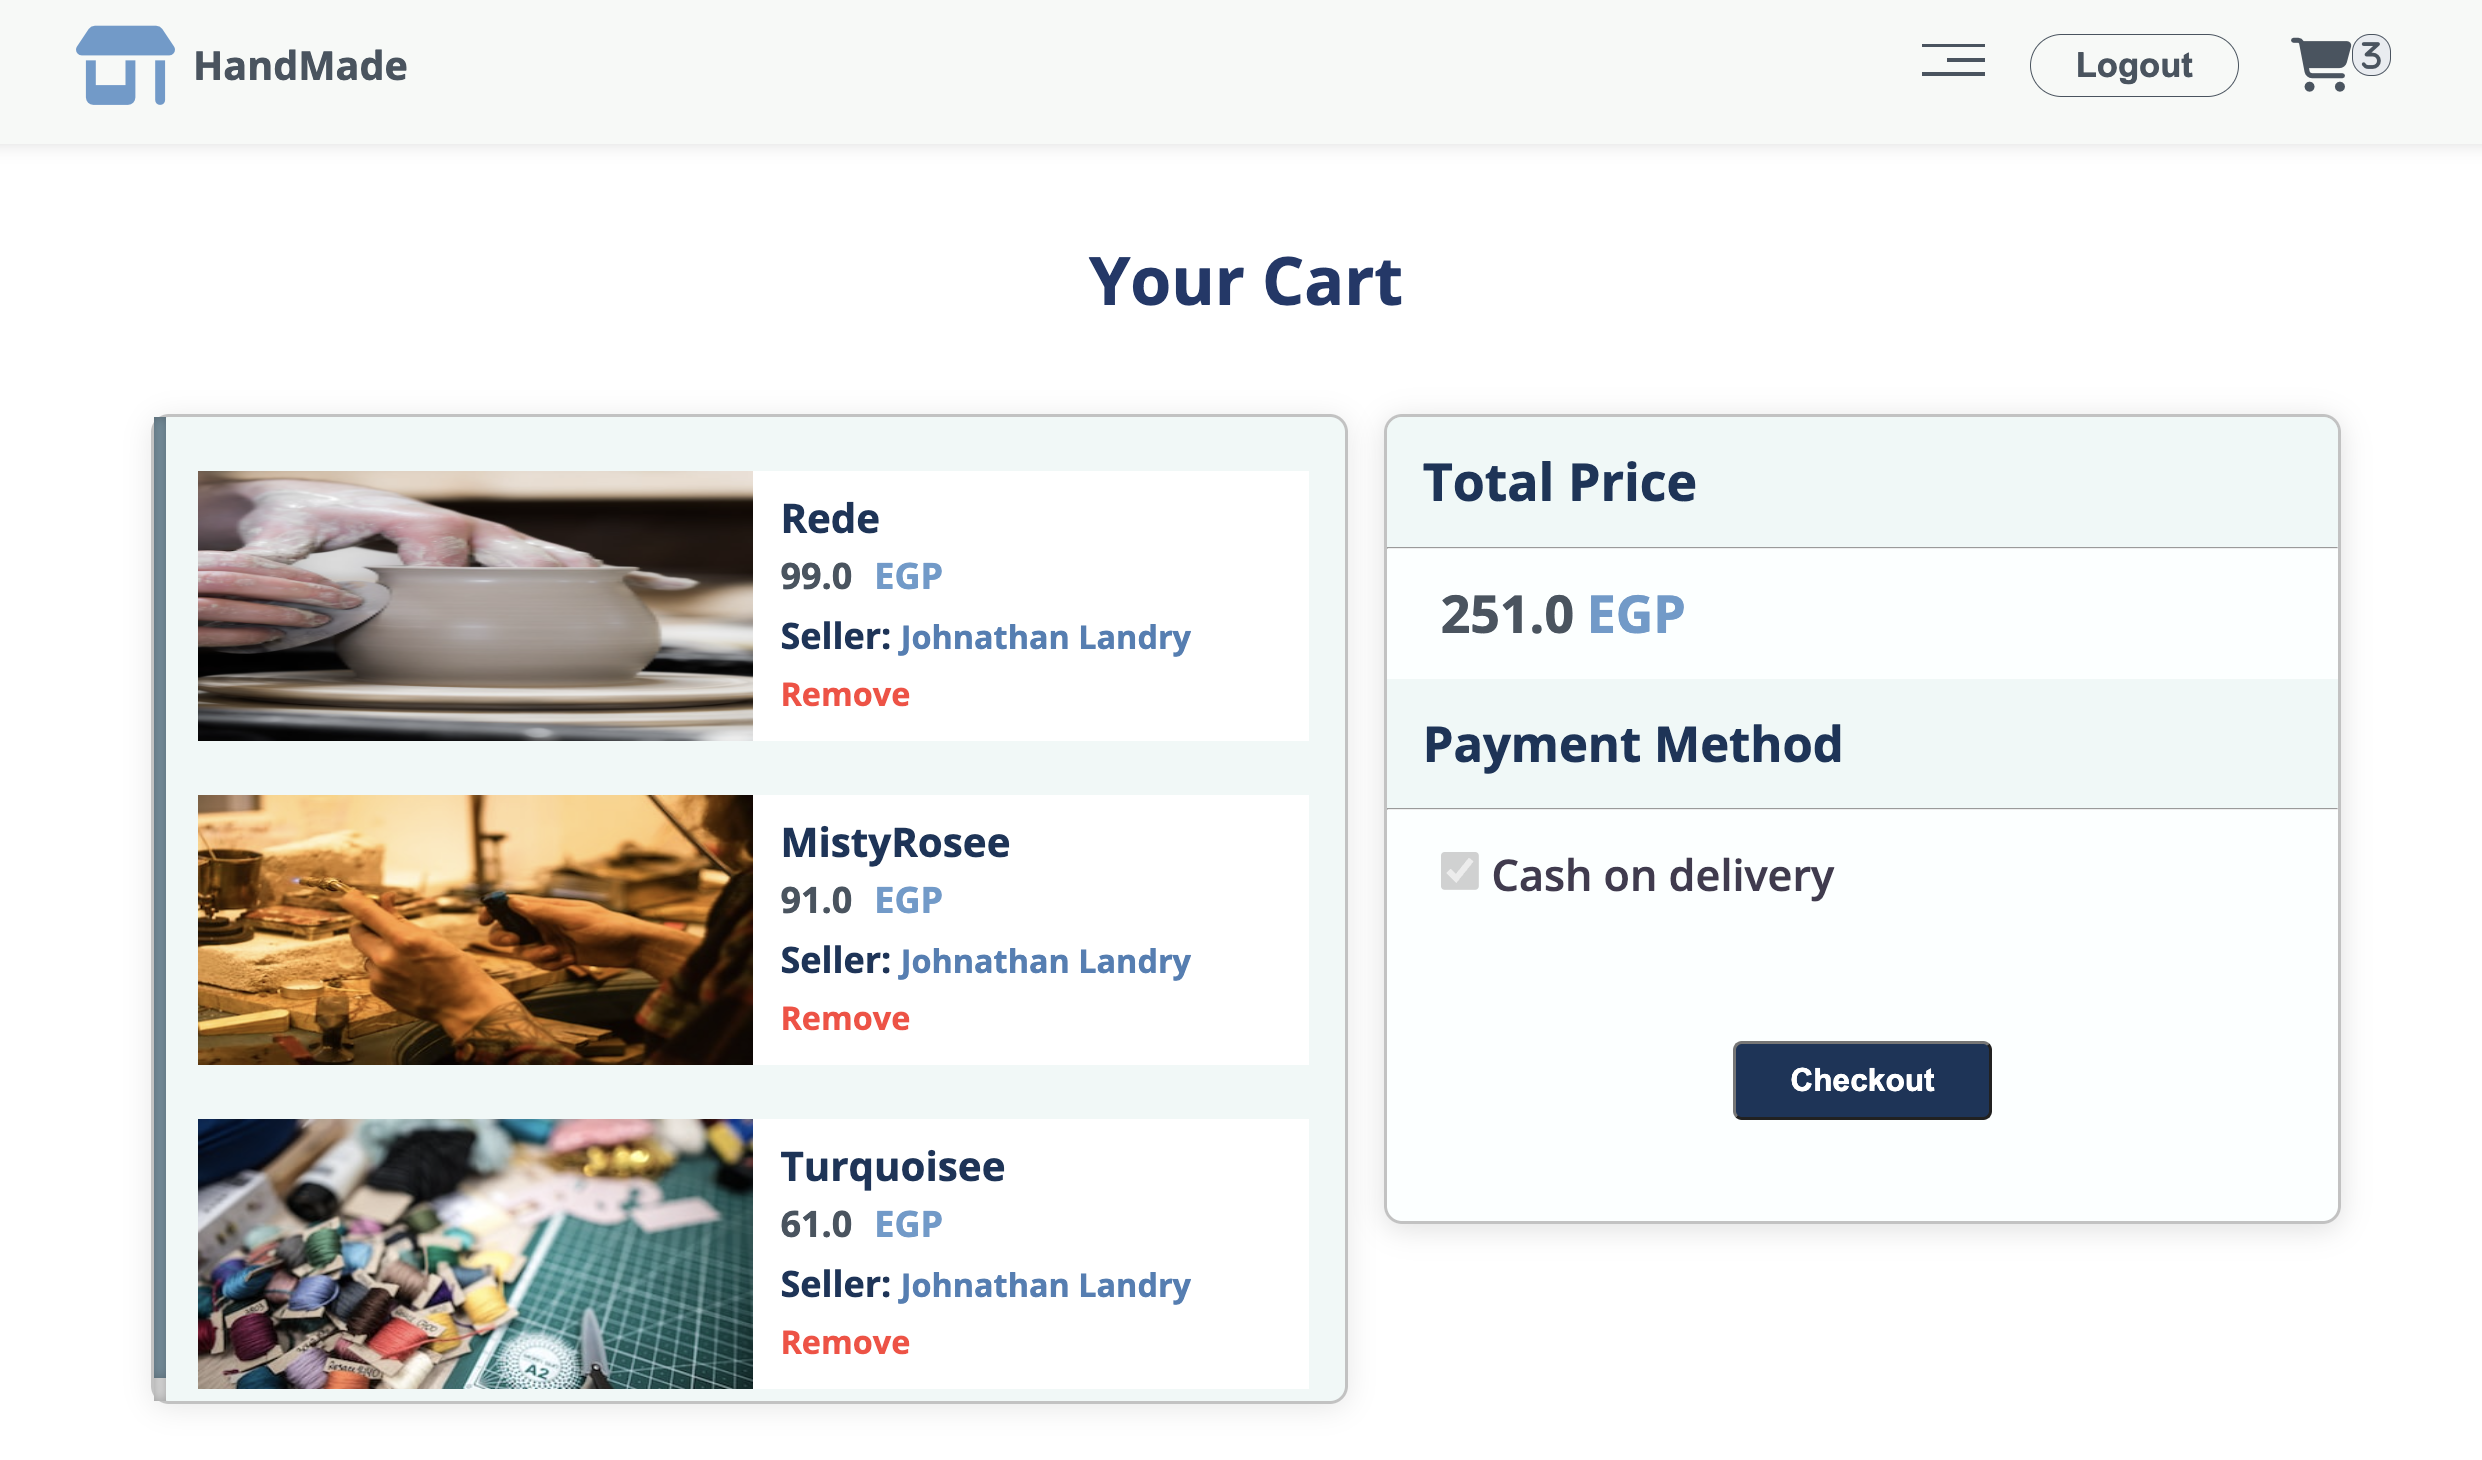 HandMade
Logout
3
Your Cart
Rede
99.0 EGP
Seller: Johnathan Landry
Remove
MistyRosee
91.0 EGP
Seller: Johnathan Landry
Remove
Turquoisee
61.0 EGP
Seller: Johnathan Landry
Remove
A2
Total Price
251.0 EGP
Payment Method
Cash on delivery
Checkout